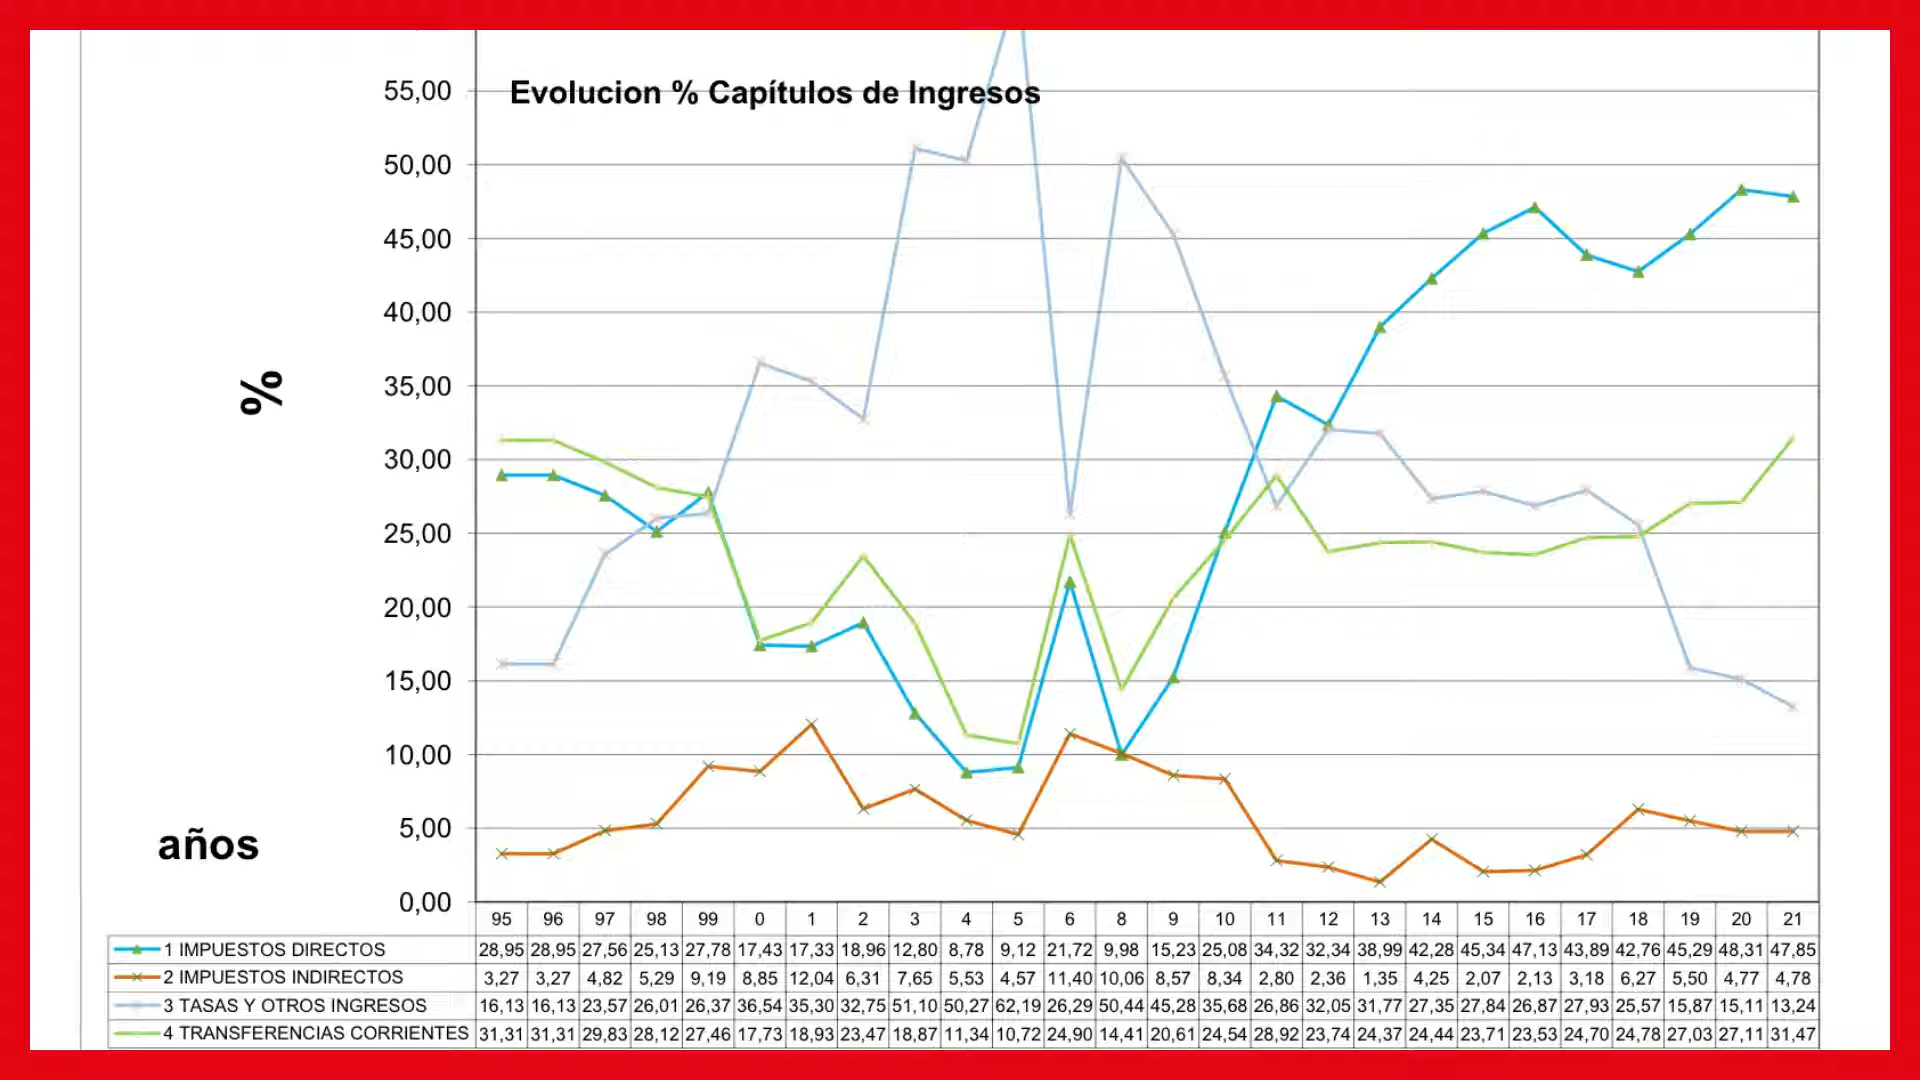 55,00
Evolucion % Capítulos de Ingresos
50,00
45,00
40,00
35,00
%
30,00
25,00
20,00
15,00
10,00
5,00
años
0,00
95 96 97 98 99 0 1 2 3 4 5 6 8 9 10 11 12 13 14 15 16 17 18 19 20 21
1 IMPUESTOS DIRECTOS 28,95 28,95 27,56 25,13 27,78 17,43 17,33 18,96 12,80 8,78 9,12 21,72 9,98 15,23 25,08 34,32 32,34 38,99 42,28 45,34 47,13 43,89 42,76 45,29 48,31 47,85
2 IMPUESTOS INDIRECTOS 3,27 3,27 4,82 5,29 9,19 8,85 12,04 6,31 7,65 5,53 4,57 11,40 10,06 8,57 8,34 2,80 2,36 1,35 4,25 2,07 2,13 3,18 6,27 5,50 4,77 4,78
3 TASAS Y OTROS INGRESOS 16,13 16,13 23,57 26,01 26,37 36,54 35,30 32,75 51,10 50,27 62,19 26,29 50,44 45,28 35,68 26,86 32,05 31,77 27,35 27,84 26,87 27,93 25,57 15,87 15,11 13,24
4 TRANSFERENCIAS CORRIENTES 31,31 31,31 29,83 28,12 27,46 17,73 18,93 23,47 18,87 11,34 10,72 24,90 14,41 20,61 24,54 28,92 23,74 24,37 24,44 23,71 23,53 24,70 24,78 27,03 27,11 31,47